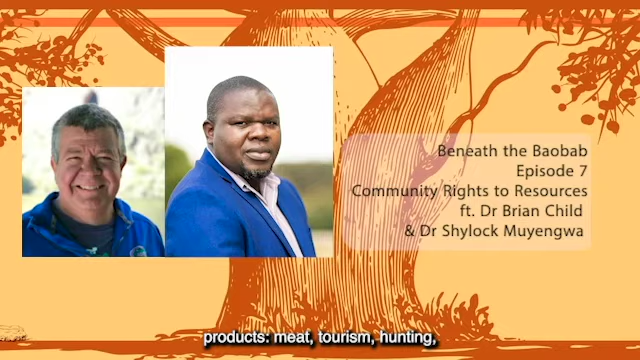 Beneath the Baobab
Episode 7
Community Rights to Resources
ft. Dr Brian Child
& Dr Shylock Muyengwa
products: meat, tourism, hunting,